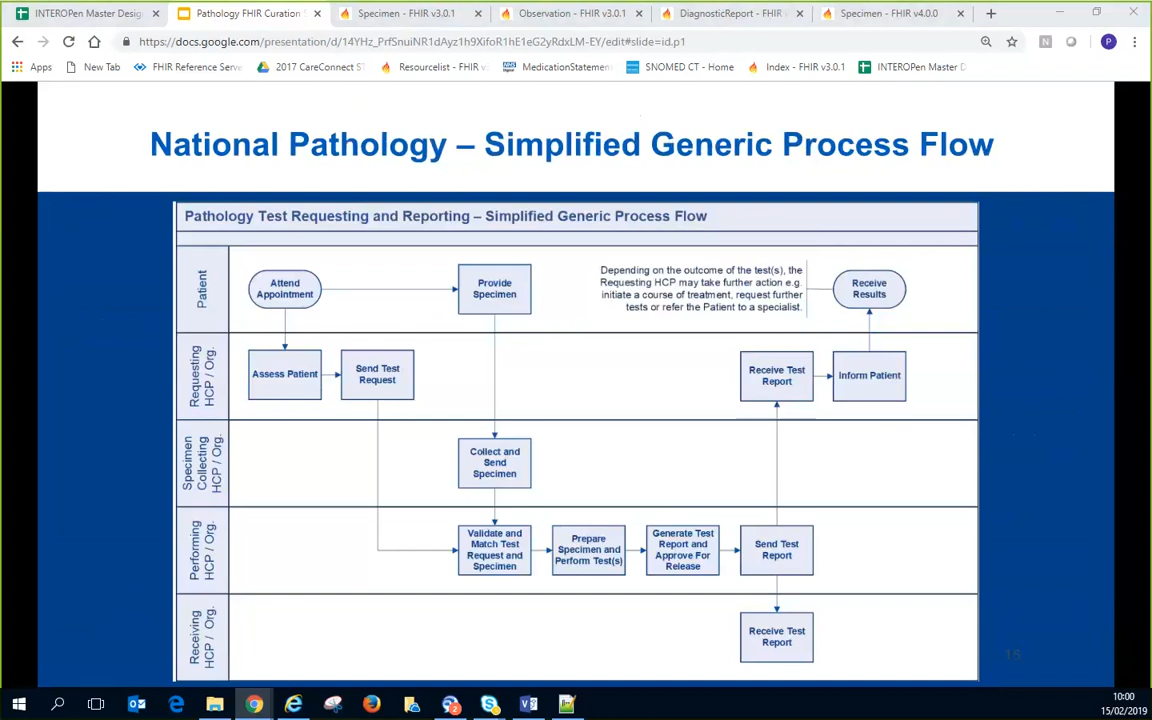 INTEROPen Master Desig
Pathology FHIR Curation
Specimen - FHIR v3.0.1
Observation - FHIR v3.0.1
DiagnosticReport - FHIR v
Specimen - FHIR v4.0.0
https://docs.google.com/presentation/d/14YHz_PrfSnuiNR1dAyz1h9XifoR1hE1eG2yRdxLM-EY/edit#slide=id.p1
N
P
Apps
New Tab
FHIR Reference Serve
2017 CareConnect ST
Resourcelist - FHIR v
NHS
MedicationStatemen
SNOMED CT - Home
Index - FHIR v3.0.1
INTEROPen Master D
National Pathology – Simplified Generic Process Flow
Pathology Test Requesting and Reporting – Simplified Generic Process Flow
Patient
Attend
Appointment
Provide
Specimen
Depending on the outcome of the test(s), the
Requesting HCP may take further action e.g.
initiate a course of treatment, request further
tests or refer the Patient to a specialist.
Receive
Results
Requesting
HCP / Org.
Assess Patient
Send Test
Request
Receive Test
Report
Inform Patient
Specimen
Collecting
HCP / Org.
Collect and
Send
Specimen
Performing
HCP / Org.
Validate and
Match Test
Request and
Specimen
Prepare
Specimen and
Perform Test(s)
Generate Test
Report and
Approve For
Release
Send Test
Report
Receiving
HCP / Org.
Receive Test
Report
15
10:00
15/02/2019